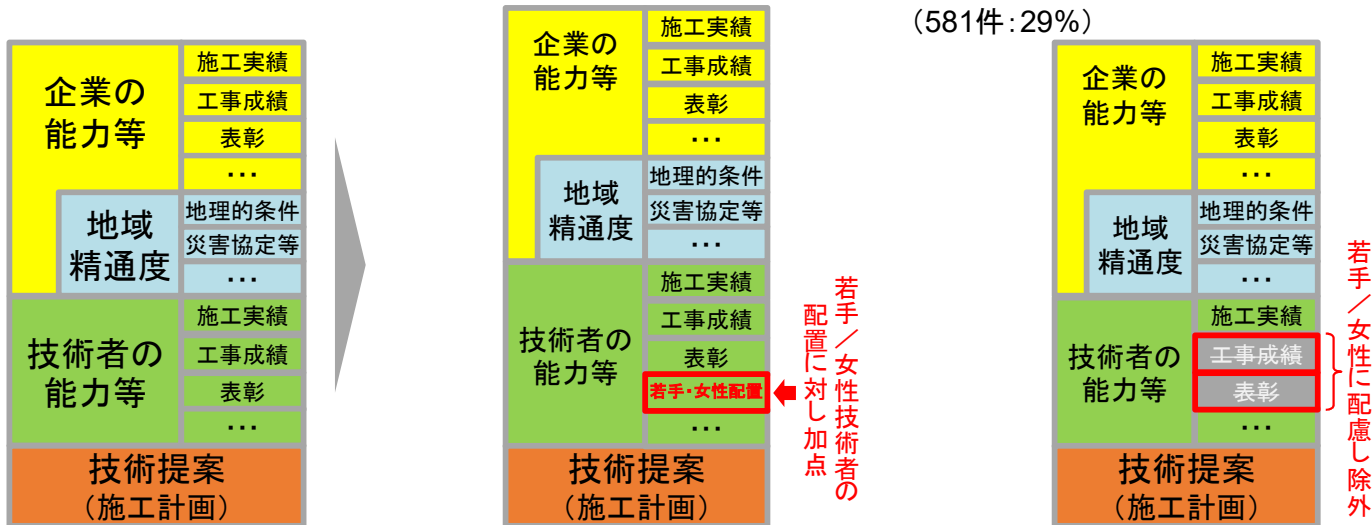 企業の
能力等
施工実績
工事成績
表彰
･･･
地域
精通度
地理的条件
災害協定等
･･･
技術者の
能力等
施工実績
工事成績
表彰
･･･
技術提案
（施工計画）
企業の
能力等
施工実績
工事成績
表彰
･･･
地域
精通度
地理的条件
災害協定等
･･･
技術者の
能力等
施工実績
工事成績
表彰
若手・女性配置
･･･
技術提案
（施工計画）
若手／女性技術者の
配置に対し加点
（581件：29％）
企業の
能力等
施工実績
工事成績
表彰
･･･
地域
精通度
地理的条件
災害協定等
･･･
技術者の
能力等
施工実績
工事成績
表彰
･･･
技術提案
（施工計画）
若手／女性に配慮し除外